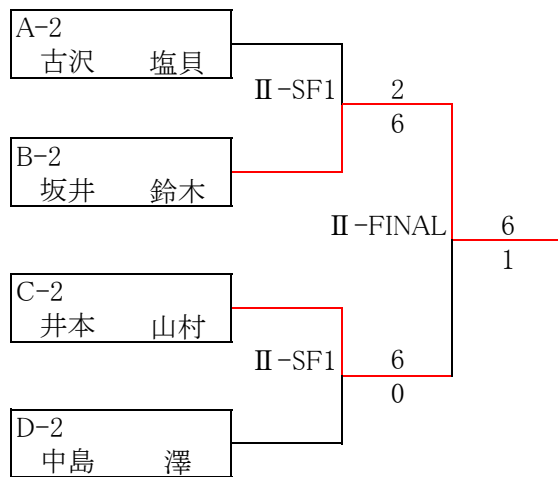 A-2
古沢 塩貝
Ⅱ-SF1
2
6
B-2
坂井 鈴木
Ⅱ-FINAL
6
1
C-2
井本 山村
Ⅱ-SF1
6
0
D-2
中島 澤